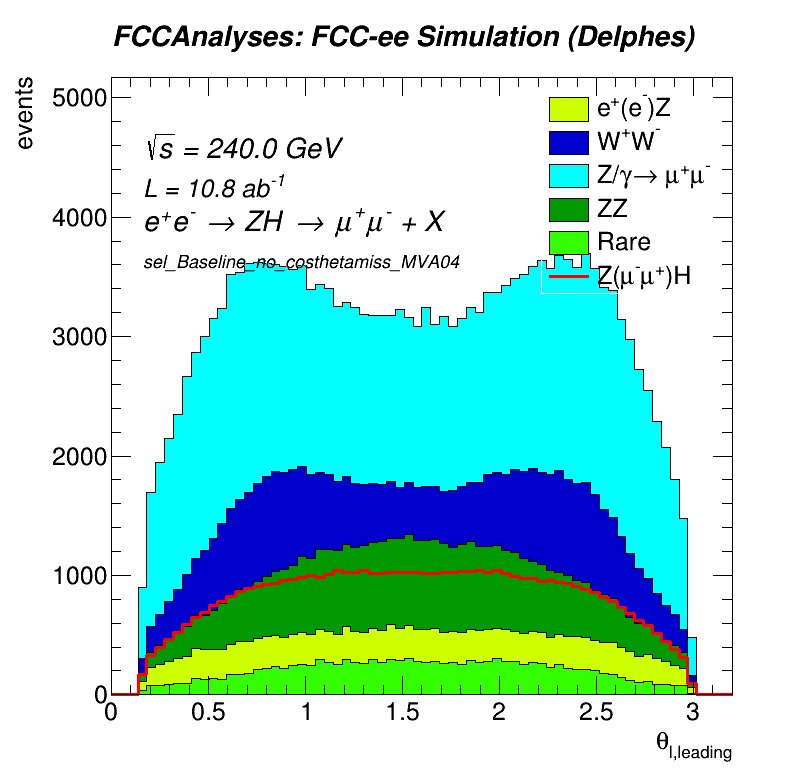 FCCAnalyses: FCC-ee Simulation (Delphes)
events
5000
4000
3000
2000
1000
0
√s = 240.0 GeV
L = 10.8 ab⁻¹
e⁺e⁻ → ZH → μ⁺μ⁻ + X
sel_Baseline_no_costhetamiss_MVA04
e⁺(e⁻)Z
W⁺W⁻
Z/γ→ μ⁺μ⁻
ZZ
Rare
Z(μ⁻μ⁺)H
0 0.5 1 1.5 2 2.5 3
θl,leading